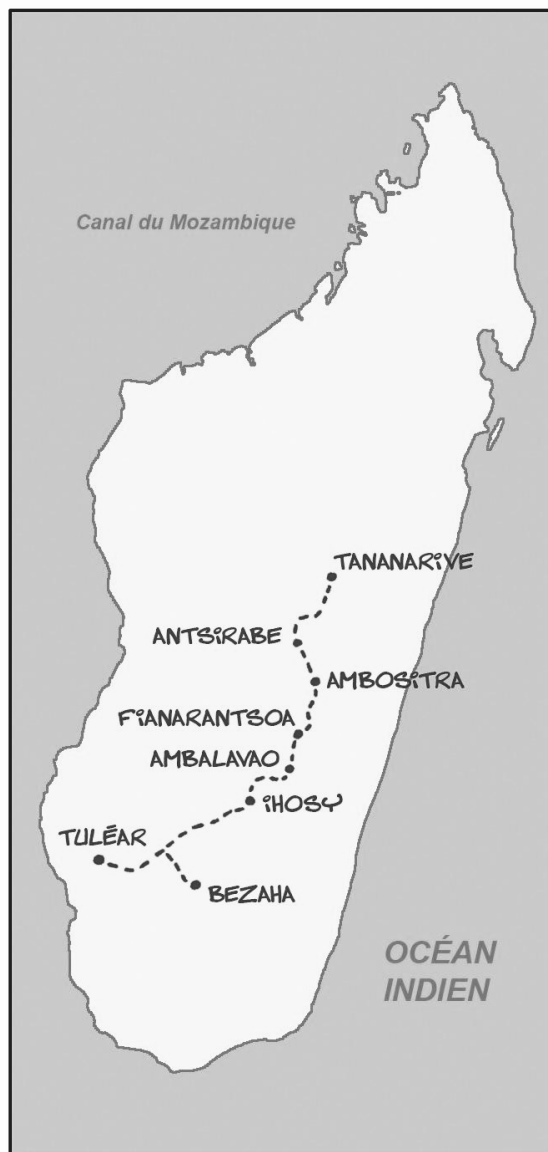 Canal du Mozambique
TANANARiVE
ANTSiRABE
AMBOSiTRA
FiANARANTSOA
AMBALAVAO
iHOSY
TULÉAR
BEZAHA
OCÉAN
INDIEN